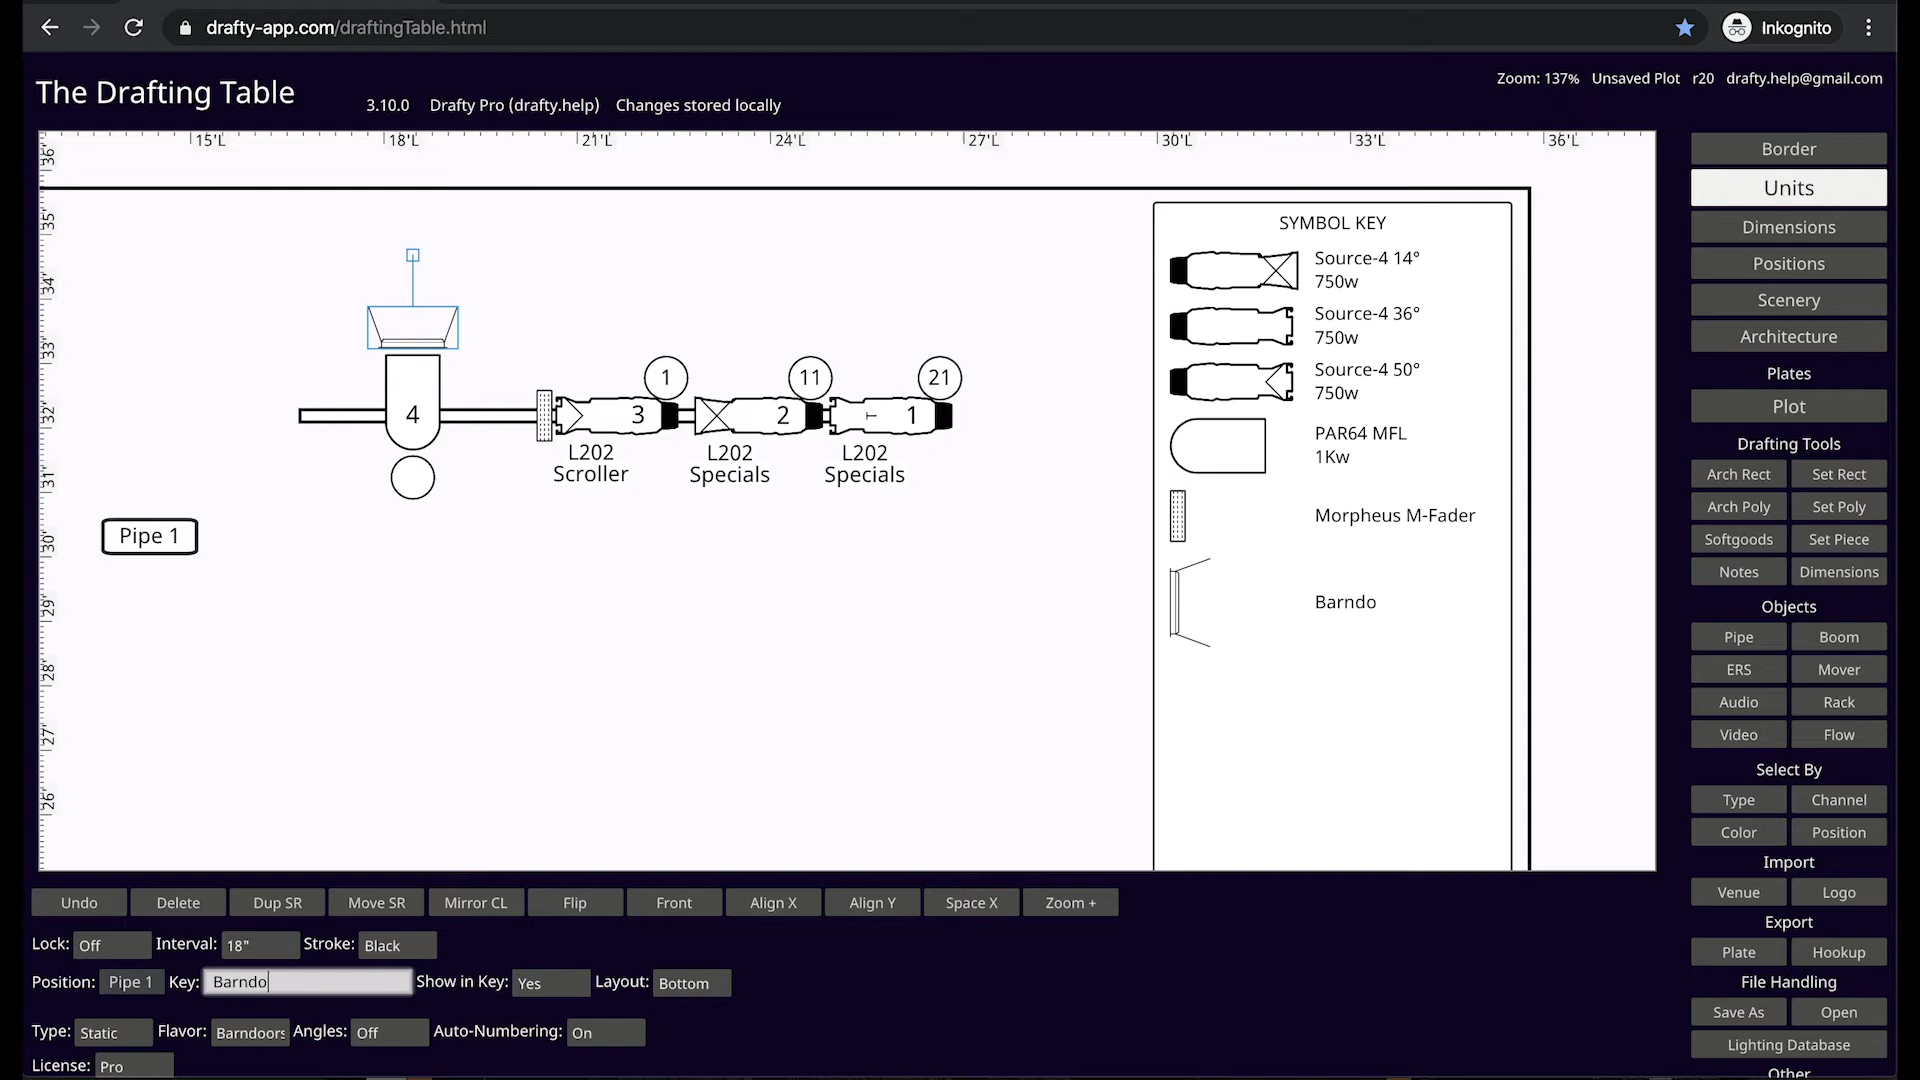 drafty-app.com/draftingTable.html
Inkognito
The Drafting Table
3.10.0 Drafty Pro (drafty.help) Changes stored locally
Zoom: 137% Unsaved Plot r20 drafty.help@gmail.com
15'L 18'L 21'L 24'L 27'L 30'L 33'L 36'L
36'
35'
34'
33'
32'
31'
30'
29'
28'
27'
26'
1 11 21
4 3 2 1
L202
Scroller
L202
Specials
L202
Specials
Pipe 1
SYMBOL KEY
Source-4 14°
750w
Source-4 36°
750w
Source-4 50°
750w
PAR64 MFL
1Kw
Morpheus M-Fader
Barndo
Border
Units
Dimensions
Positions
Scenery
Architecture
Plates
Plot
Drafting Tools
Arch Rect Set Rect
Arch Poly Set Poly
Softgoods Set Piece
Notes Dimensions
Objects
Pipe Boom
ERS Mover
Audio Rack
Video Flow
Select By
Type Channel
Color Position
Import
Venue Logo
Export
Plate Hookup
File Handling
Save As Open
Lighting Database
Other
Undo Delete Dup SR Move SR Mirror CL Flip Front Align X Align Y Space X Zoom +
Lock: Off Interval: 18" Stroke: Black
Position: Pipe 1 Key: Barndo Show in Key: Yes Layout: Bottom
Type: Static Flavor: Barndoors Angles: Off Auto-Numbering: On
License: Pro